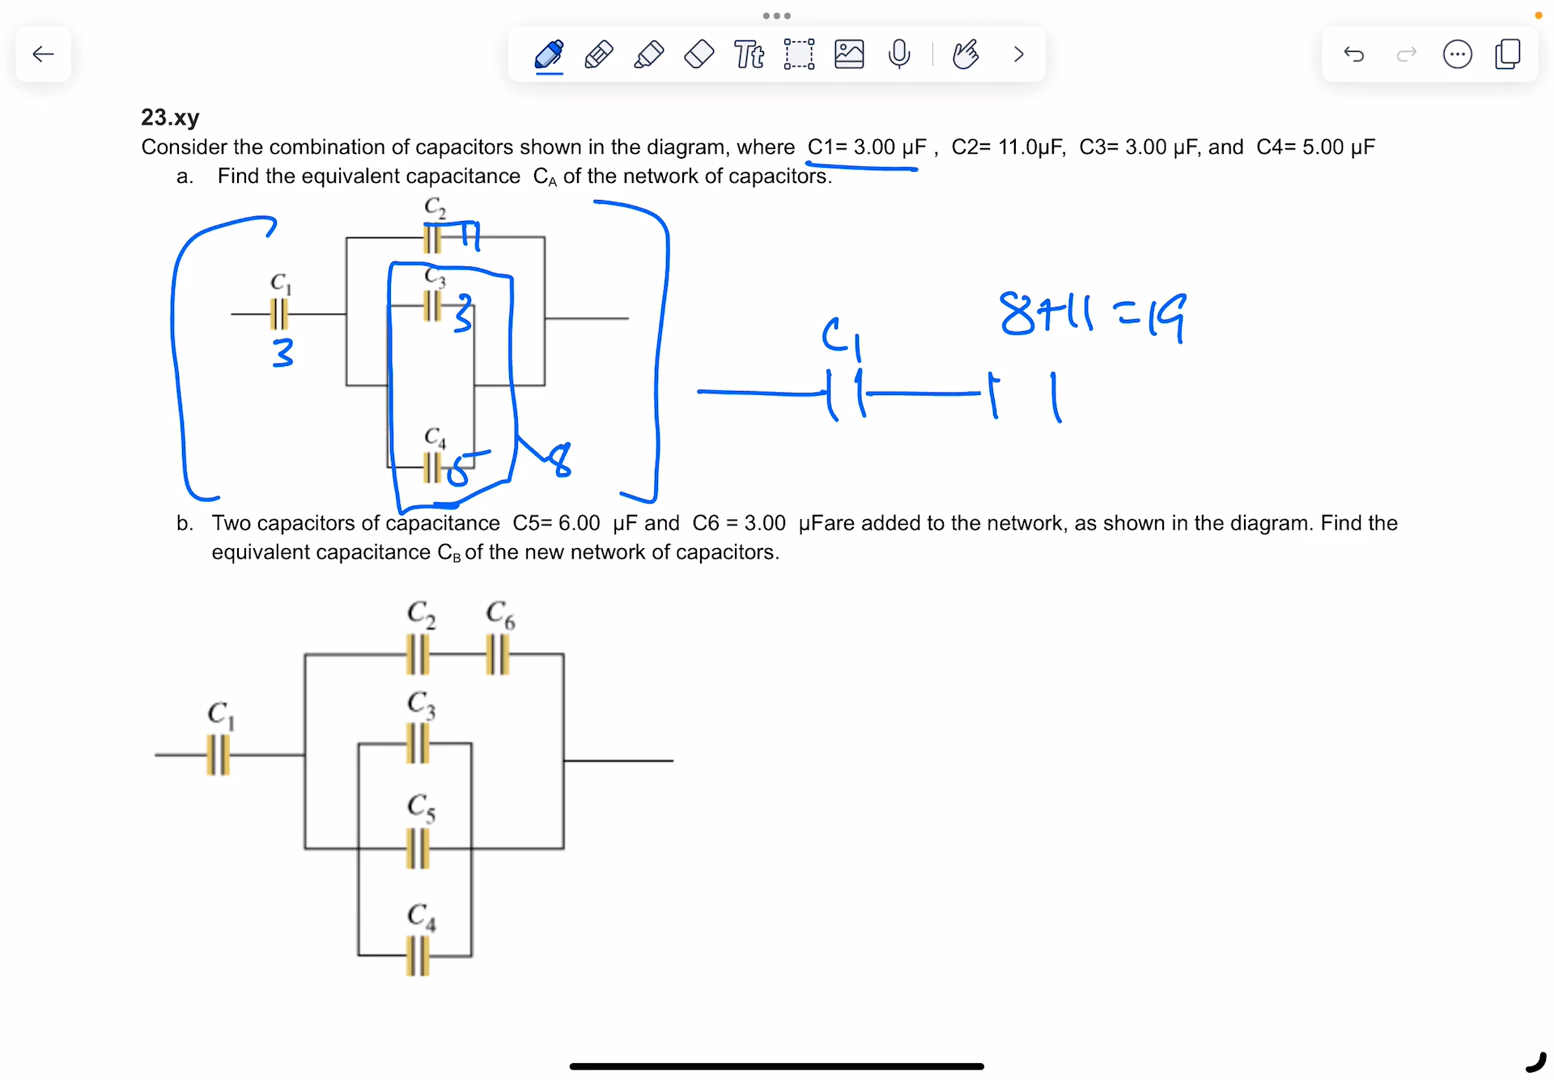 Tt
23.xy
Consider the combination of capacitors shown in the diagram, where C1= 3.00 µF , C2= 11.0µF, C3= 3.00 µF, and C4= 5.00 µF
a. Find the equivalent capacitance CA of the network of capacitors.
C2
11
C3
3
C1
3
C4
5
8
C1
8+11=19
b. Two capacitors of capacitance C5= 6.00 µF and C6 = 3.00 µFare added to the network, as shown in the diagram. Find the
equivalent capacitance CB of the new network of capacitors.
C2 C6
C3
C1
C5
C4